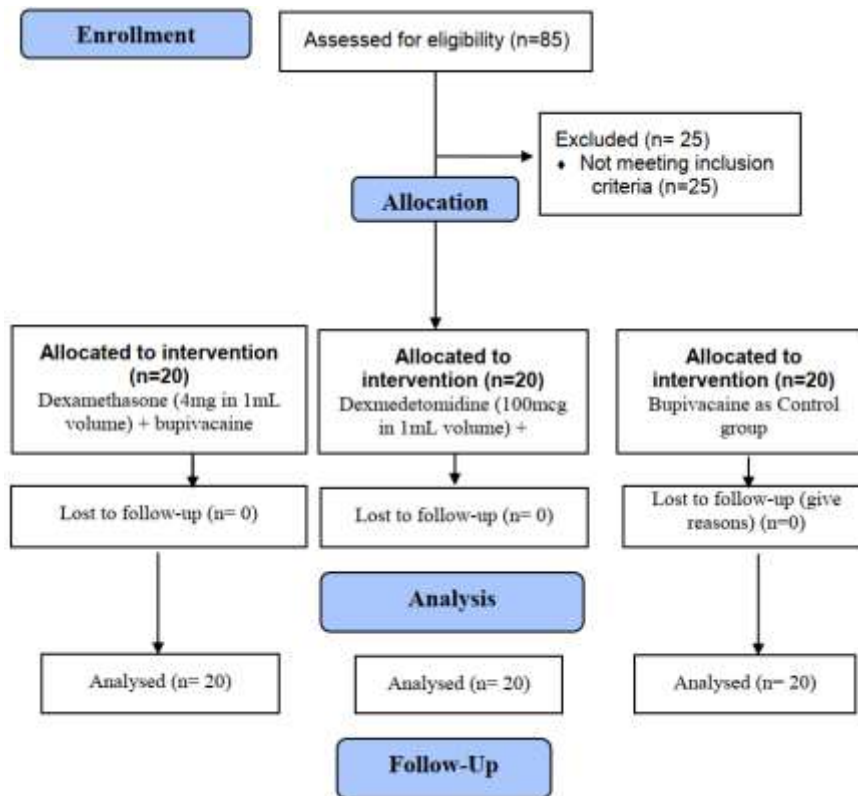 Enrollment
Assessed for eligibility (n=85)
Excluded (n= 25)
♦ Not meeting inclusion
criteria (n=25)
Allocation
Allocated to intervention
(n=20)
Dexamethasone (4mg in 1mL
volume) + bupivacaine
Allocated to
intervention (n=20)
Dexmedetomidine (100mcg
in 1mL volume) +
Allocated to
intervention (n=20)
Bupivacaine as Control
group
Lost to follow-up (n= 0)
Lost to follow-up (n= 0)
Lost to follow-up (give
reasons) (n=0)
Analysis
Analysed (n= 20)
Analysed (n= 20)
Analysed (n= 20)
Follow-Up